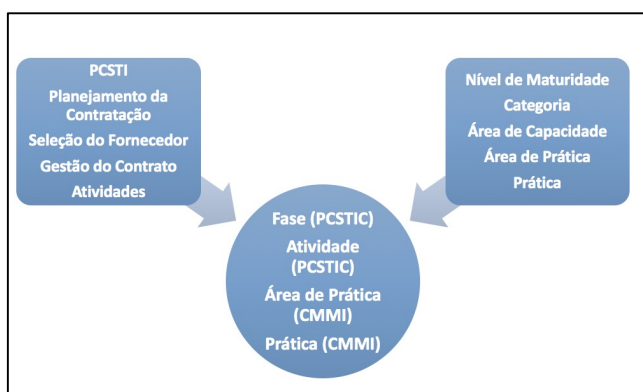 PCSTI
Planejamento da
Contratação
Seleção do Fornecedor
Gestão do Contrato
Atividades
Nível de Maturidade
Categoria
Área de Capacidade
Área de Prática
Prática
Fase (PCSTIC)
Atividade
(PCSTIC)
Área de Prática
(CMMI)
Prática (CMMI)